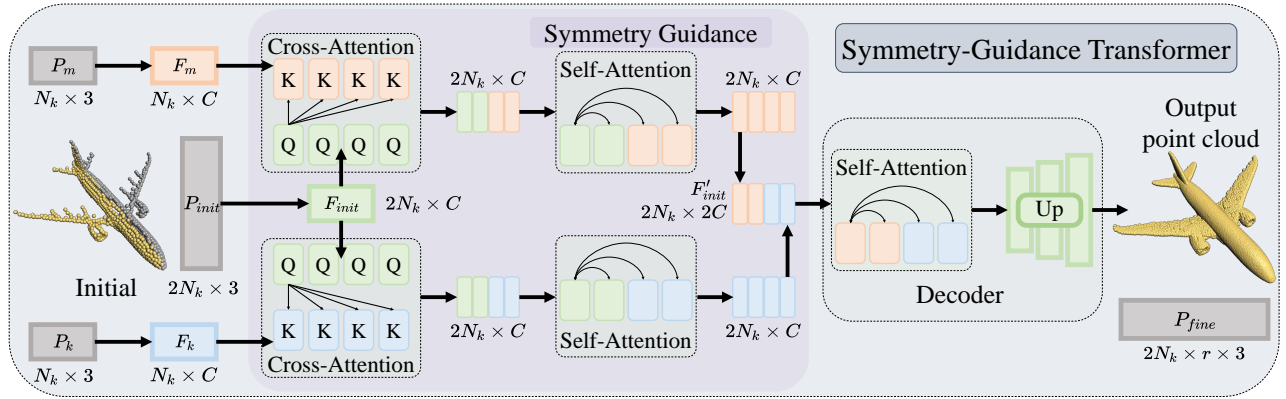 Symmetry Guidance
Symmetry-Guidance Transformer
Cross-Attention
P_m
N_k × 3
F_m
N_k × C
K K K K
Q Q Q Q
2N_k × C
Self-Attention
2N_k × C
Output
point cloud
P_init
2N_k × 3
Initial
F_init
2N_k × C
F'_init
2N_k × 2C
Self-Attention
Up
Decoder
Q Q Q Q
K K K K
Cross-Attention
2N_k × C
Self-Attention
2N_k × C
P_k
N_k × 3
F_k
N_k × C
P_fine
2N_k × r × 3